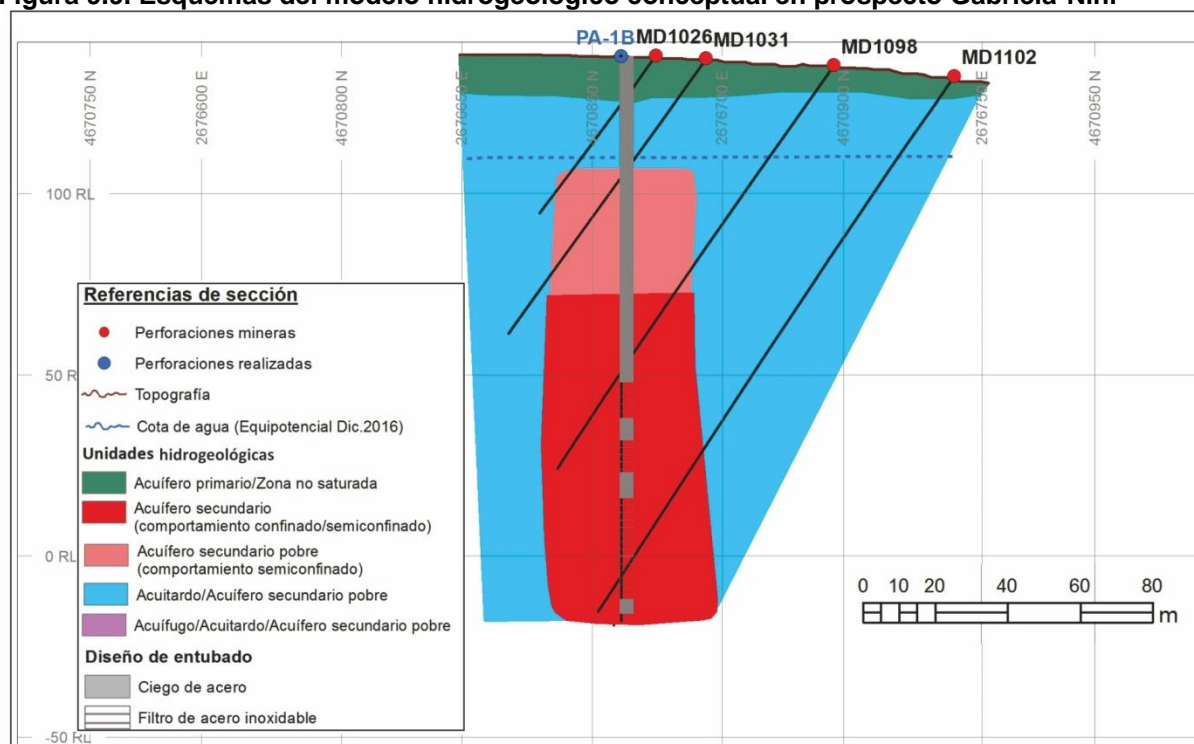 Figura 9.9. Esquemas del modelo hidrogeológico conceptual en prospecto Gabriela-Nini
PA-1B
MD1026
MD1031
MD1098
MD1102
4670750 N
2676600 E
4670800 N
2676650 E
4670850 N
2676700 E
4670900 N
2676750 E
4670950 N
100 RL
50 RL
0 RL
-50 RL
Referencias de sección
Perforaciones mineras
Perforaciones realizadas
Topografía
Cota de agua (Equipotencial Dic.2016)
Unidades hidrogeológicas
Acuífero primario/Zona no saturada
Acuífero secundario
(comportamiento confinado/semiconfinado)
Acuífero secundario pobre
(comportamiento semiconfinado)
Acuitardo/Acuífero secundario pobre
Acuífugo/Acuitardo/Acuífero secundario pobre
Diseño de entubado
Ciego de acero
Filtro de acero inoxidable
0 10 20 40 60 80
m